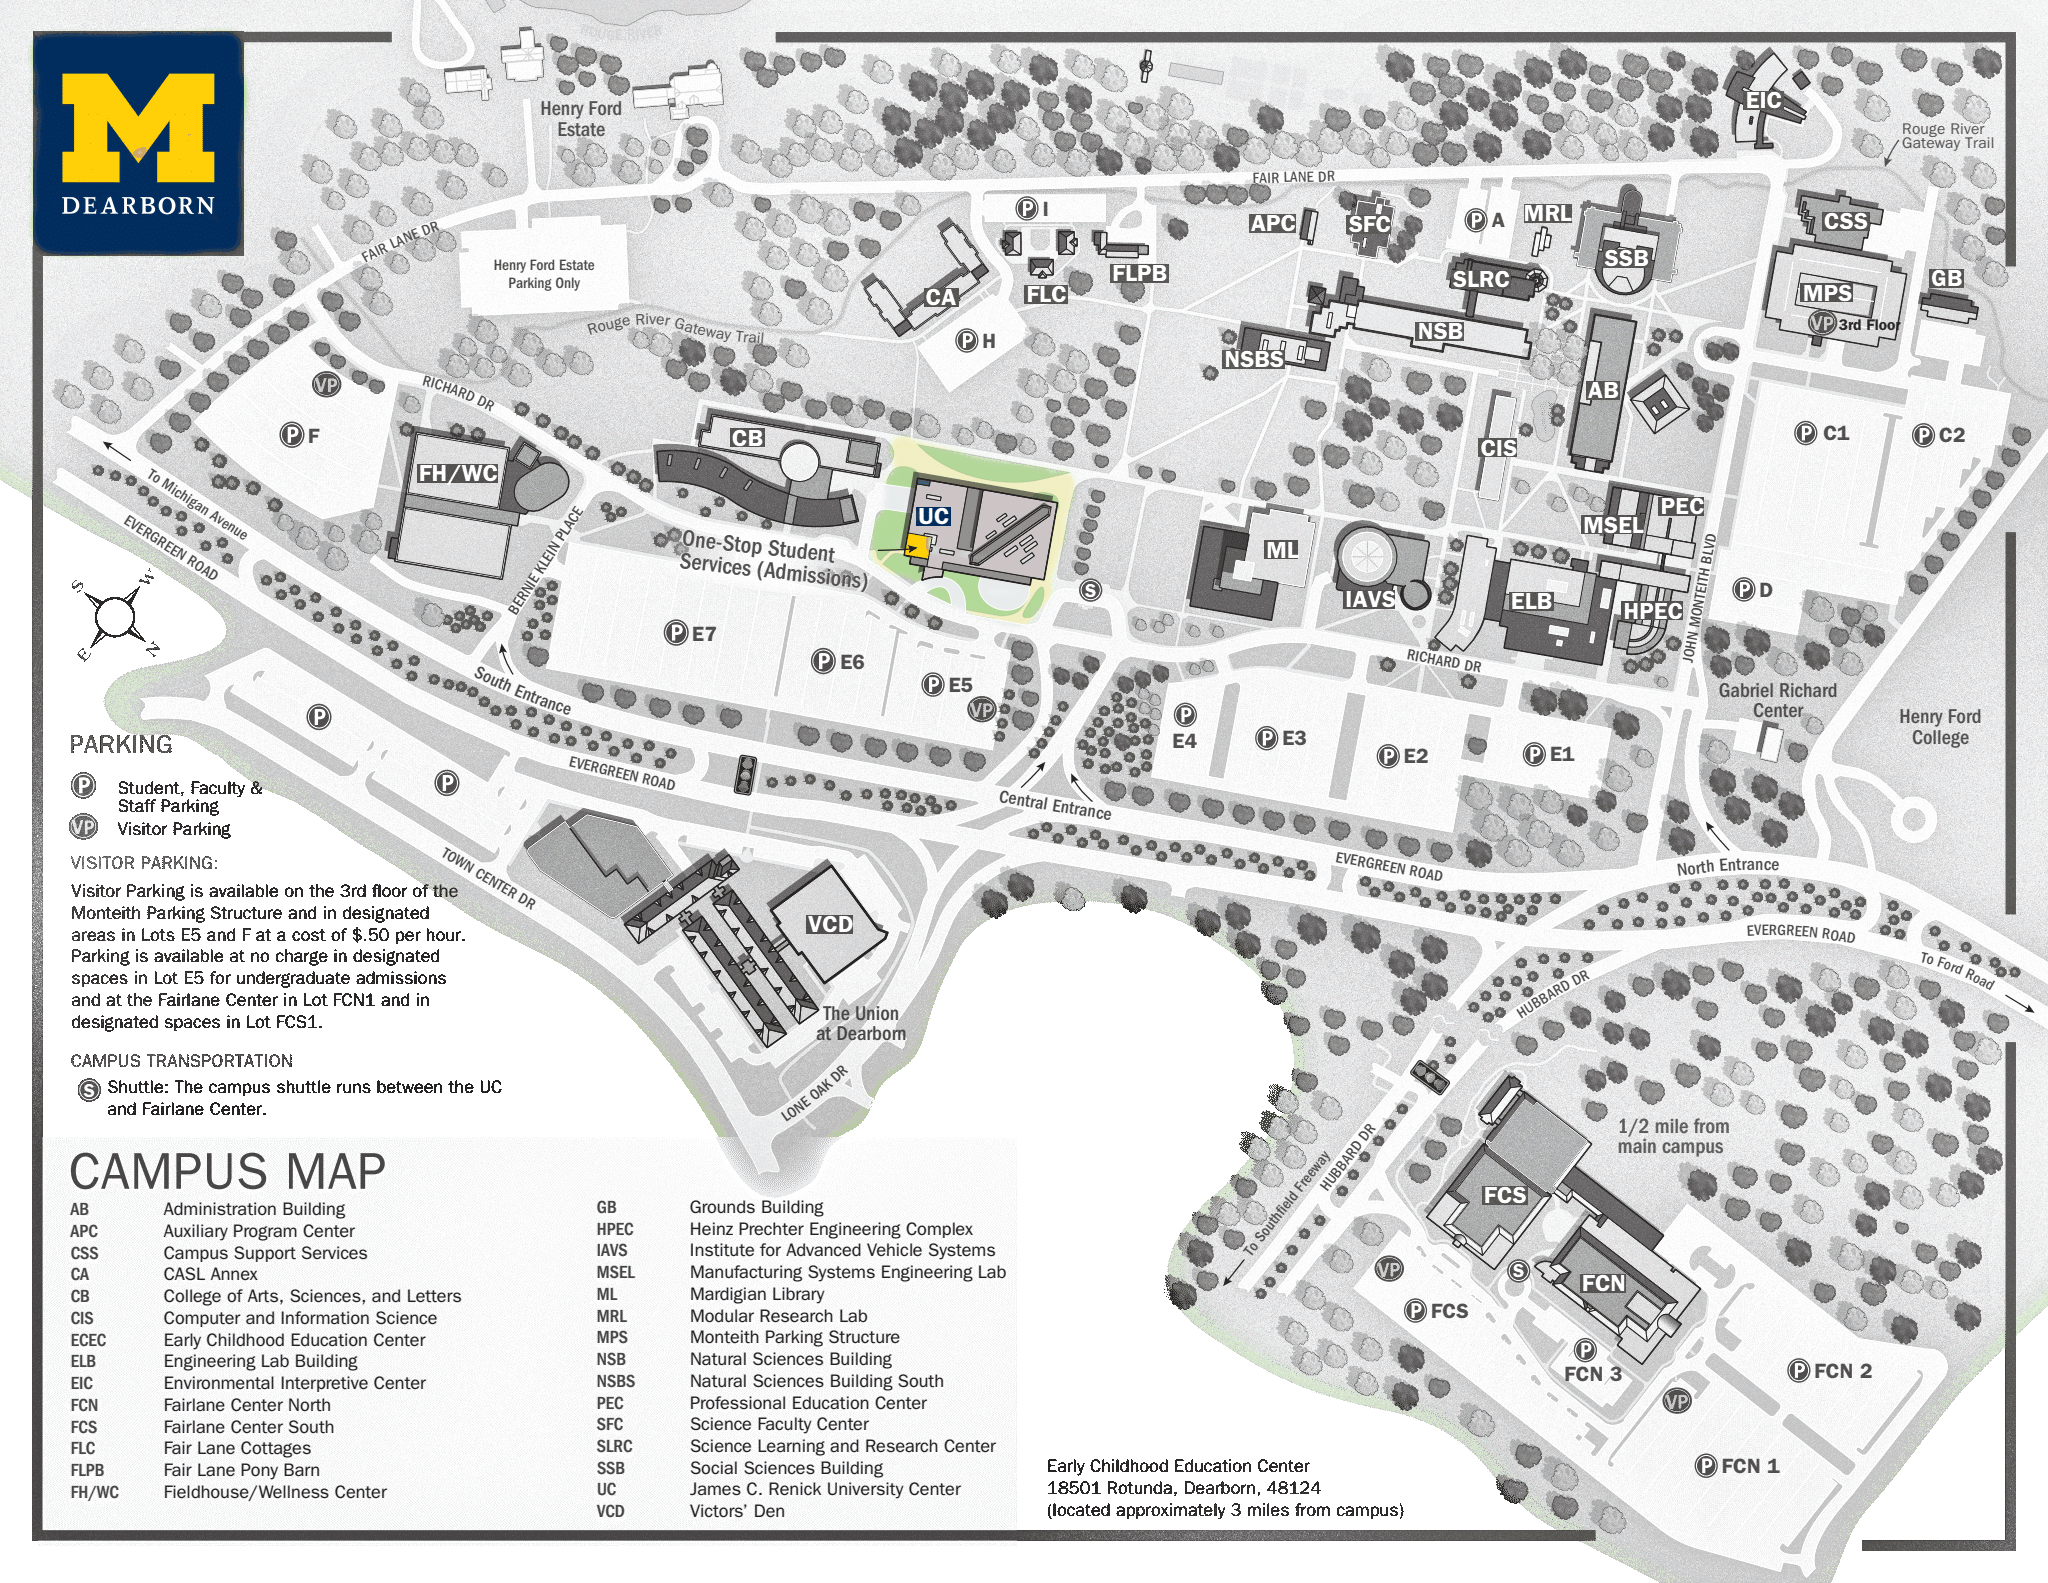 ROUGE RIVER
M
DEARBORN
Henry Ford
Estate
EIC
Rouge River
Gateway Trail
FAIR LANE DR
FAIR LANE DR
P I
APC
SFC
P A
MRL
SSB
CSS
Henry Ford Estate
Parking Only
FLPB
FLC
CA
SLRC
MPS
GB
VP 3rd Floor
Rouge River Gateway Trail
P H
NSB
NSBS
AB
VP
RICHARD DR
P F
CB
CIS
P C1
P C2
FH/WC
To Michigan Avenue
EVERGREEN ROAD
UC
PEC
MSEL
BERNIE KLEIN PLACE
One-Stop Student
Services (Admissions)
ML
IAVS
ELB
HPEC
JOHN MONTEITH BLVD
P D
S
S
W
E
N
P E7
P E6
P E5
VP
RICHARD DR
Gabriel Richard
Center
Henry Ford
College
South Entrance
P
E4
P E3
P E2
P E1
P
P
EVERGREEN ROAD
Central Entrance
EVERGREEN ROAD
North Entrance
EVERGREEN ROAD
To Ford Road
PARKING
P Student, Faculty &
Staff Parking
VP Visitor Parking
VISITOR PARKING:
Visitor Parking is available on the 3rd floor of the
Monteith Parking Structure and in designated
areas in Lots E5 and F at a cost of $.50 per hour.
Parking is available at no charge in designated
spaces in Lot E5 for undergraduate admissions
and at the Fairlane Center in Lot FCN1 and in
designated spaces in Lot FCS1.
CAMPUS TRANSPORTATION
S Shuttle: The campus shuttle runs between the UC
and Fairlane Center.
TOWN CENTER DR
VCD
The Union
at Dearborn
LONE OAK DR
HUBBARD DR
HUBBARD DR
To Southfield Freeway
1/2 mile from
main campus
FCS
FCN
S
VP
P FCS
P
FCN 3
P FCN 2
VP
P FCN 1
CAMPUS MAP
AB Administration Building
APC Auxiliary Program Center
CSS Campus Support Services
CA CASL Annex
CB College of Arts, Sciences, and Letters
CIS Computer and Information Science
ECEC Early Childhood Education Center
ELB Engineering Lab Building
EIC Environmental Interpretive Center
FCN Fairlane Center North
FCS Fairlane Center South
FLC Fair Lane Cottages
FLPB Fair Lane Pony Barn
FH/WC Fieldhouse/Wellness Center
GB Grounds Building
HPEC Heinz Prechter Engineering Complex
IAVS Institute for Advanced Vehicle Systems
MSEL Manufacturing Systems Engineering Lab
ML Mardigian Library
MRL Modular Research Lab
MPS Monteith Parking Structure
NSB Natural Sciences Building
NSBS Natural Sciences Building South
PEC Professional Education Center
SFC Science Faculty Center
SLRC Science Learning and Research Center
SSB Social Sciences Building
UC James C. Renick University Center
VCD Victors' Den
Early Childhood Education Center
18501 Rotunda, Dearborn, 48124
(located approximately 3 miles from campus)